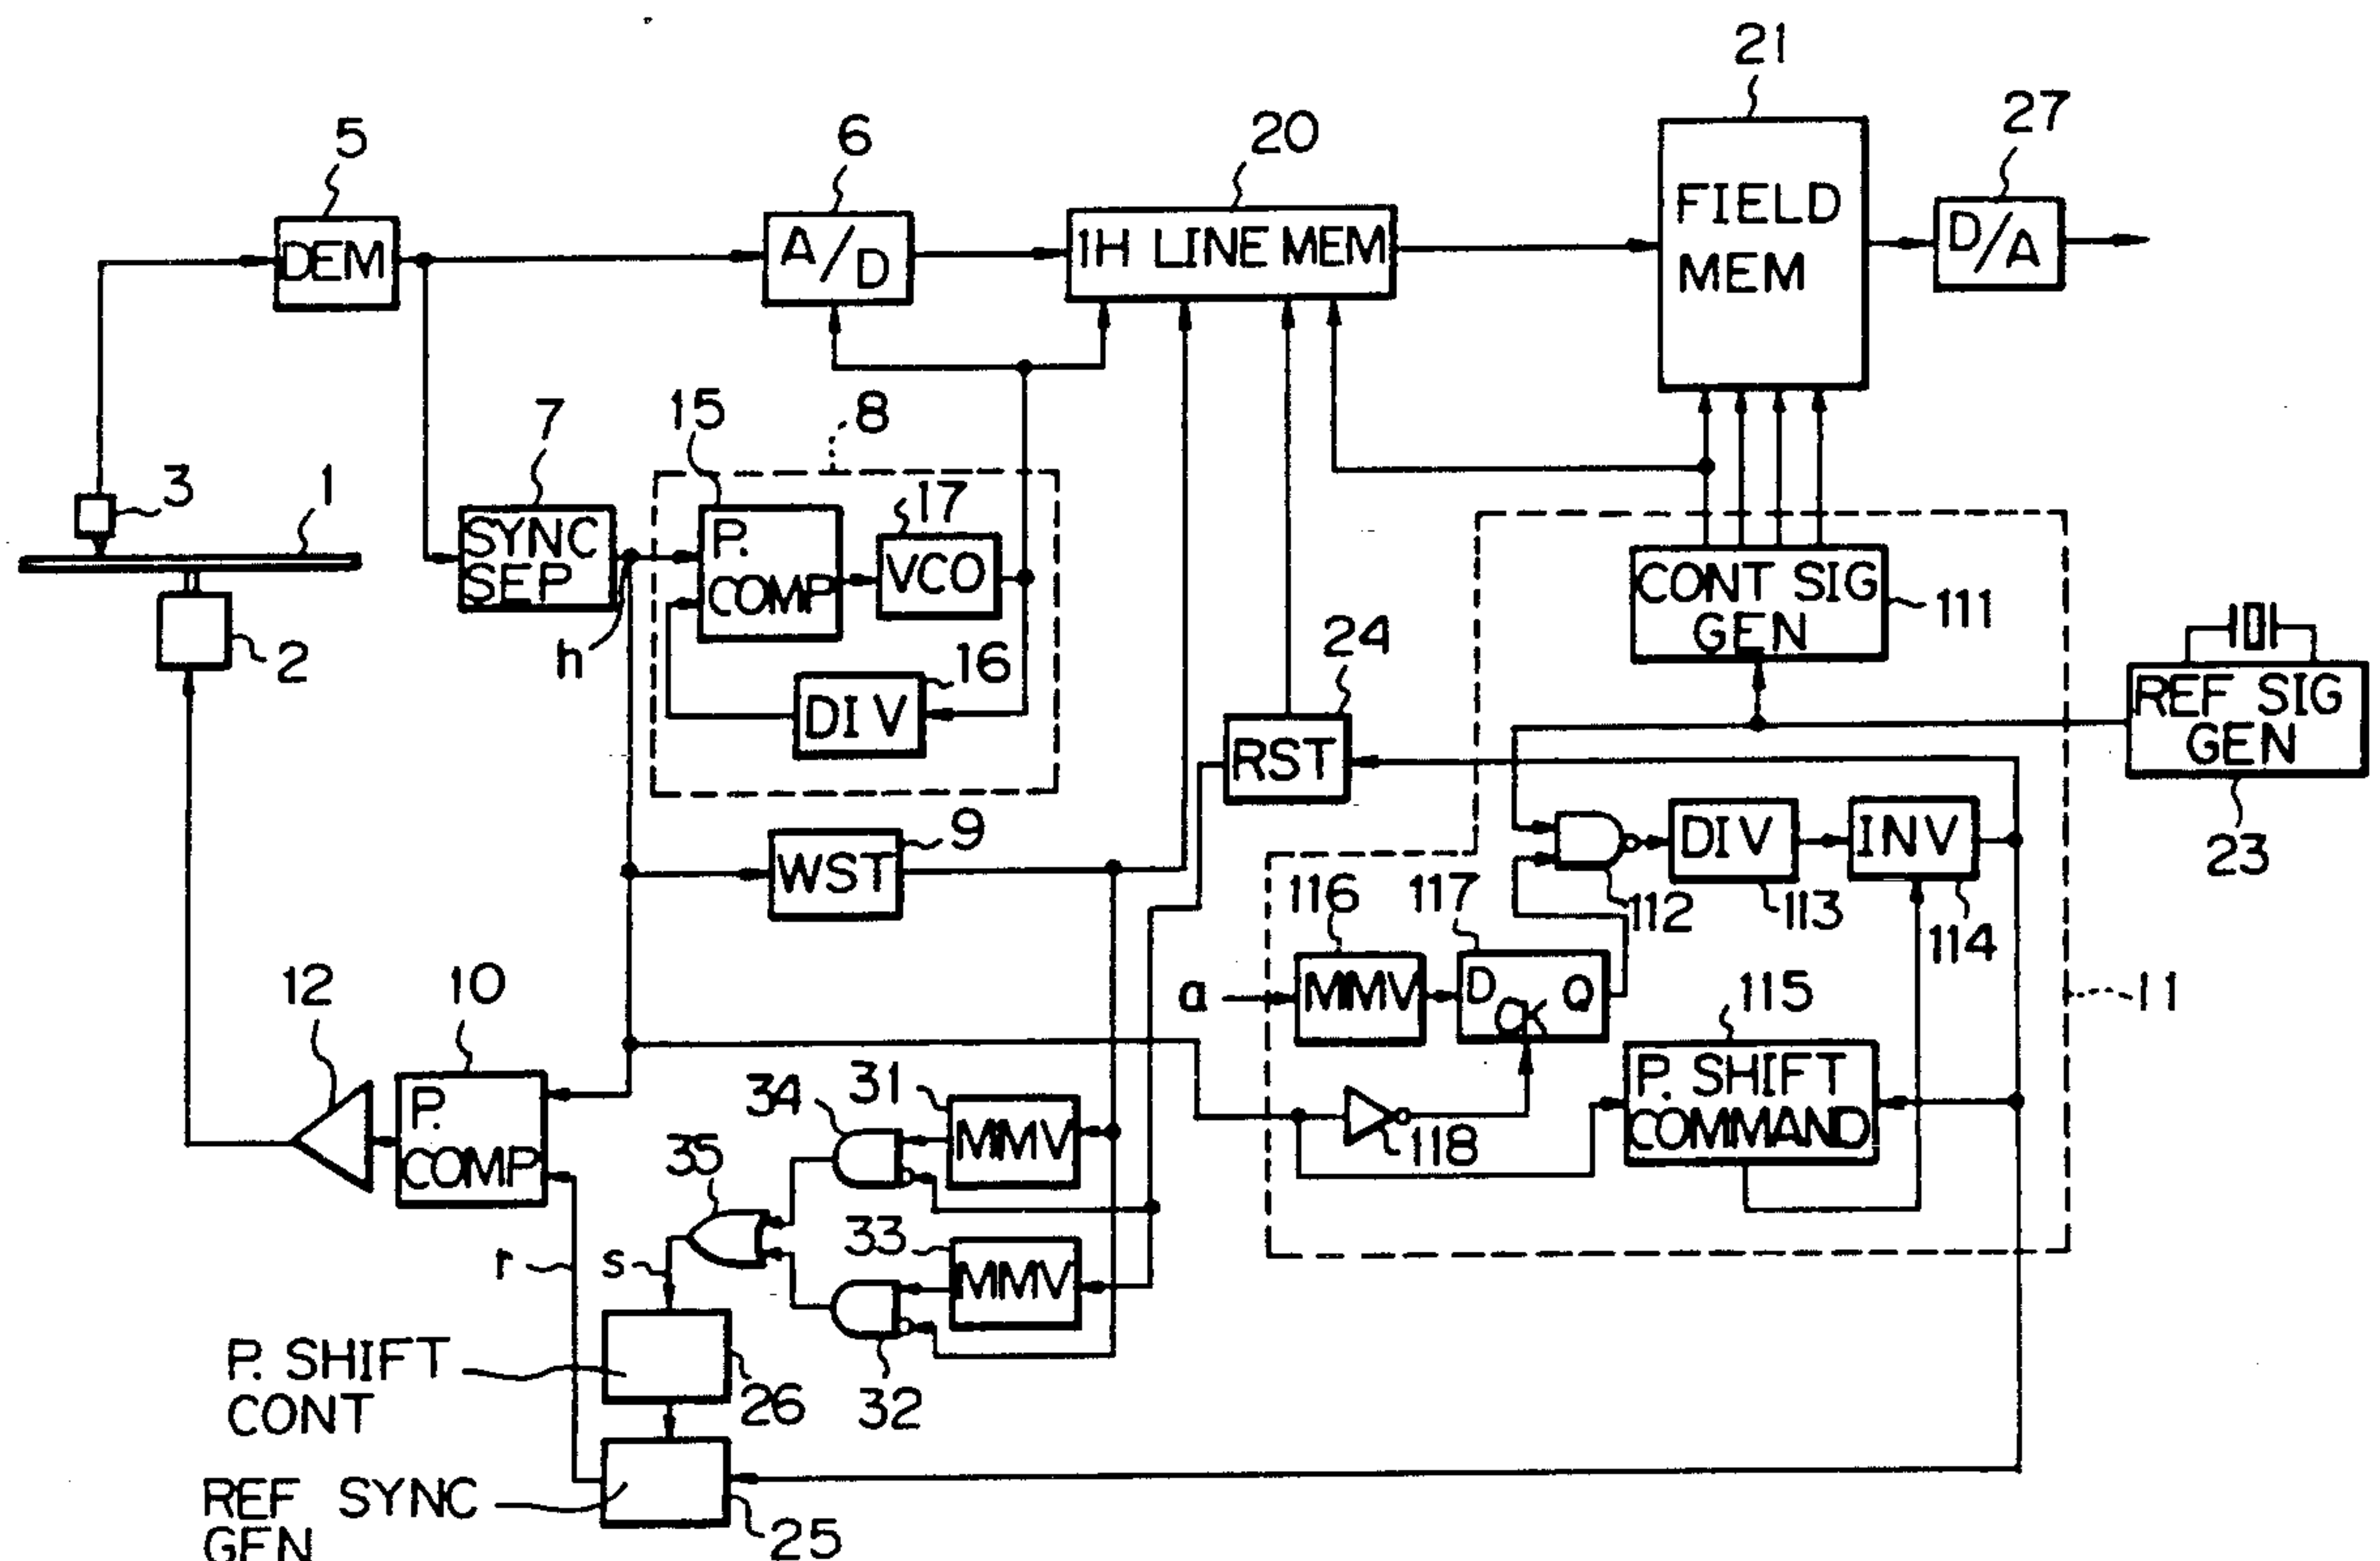 21
5
6
20
27
DEM
A/D
1H LINE MEM
FIELD
MEM
D/A
3
1
7
15
8
17
SYNC
SEP
P.
COMP
VCO
CONT SIG
GEN
111
2
h
16
DIV
24
RST
REF SIG
GEN
23
9
WST
DIV
INV
112
113
114
116
117
12
10
a
MMV
D
CK
Q
115
11
P.
COMP
34
31
MMV
118
P. SHIFT
COMMAND
35
33
MMV
r
s
32
P. SHIFT
CONT
26
REF SYNC
GEN
25